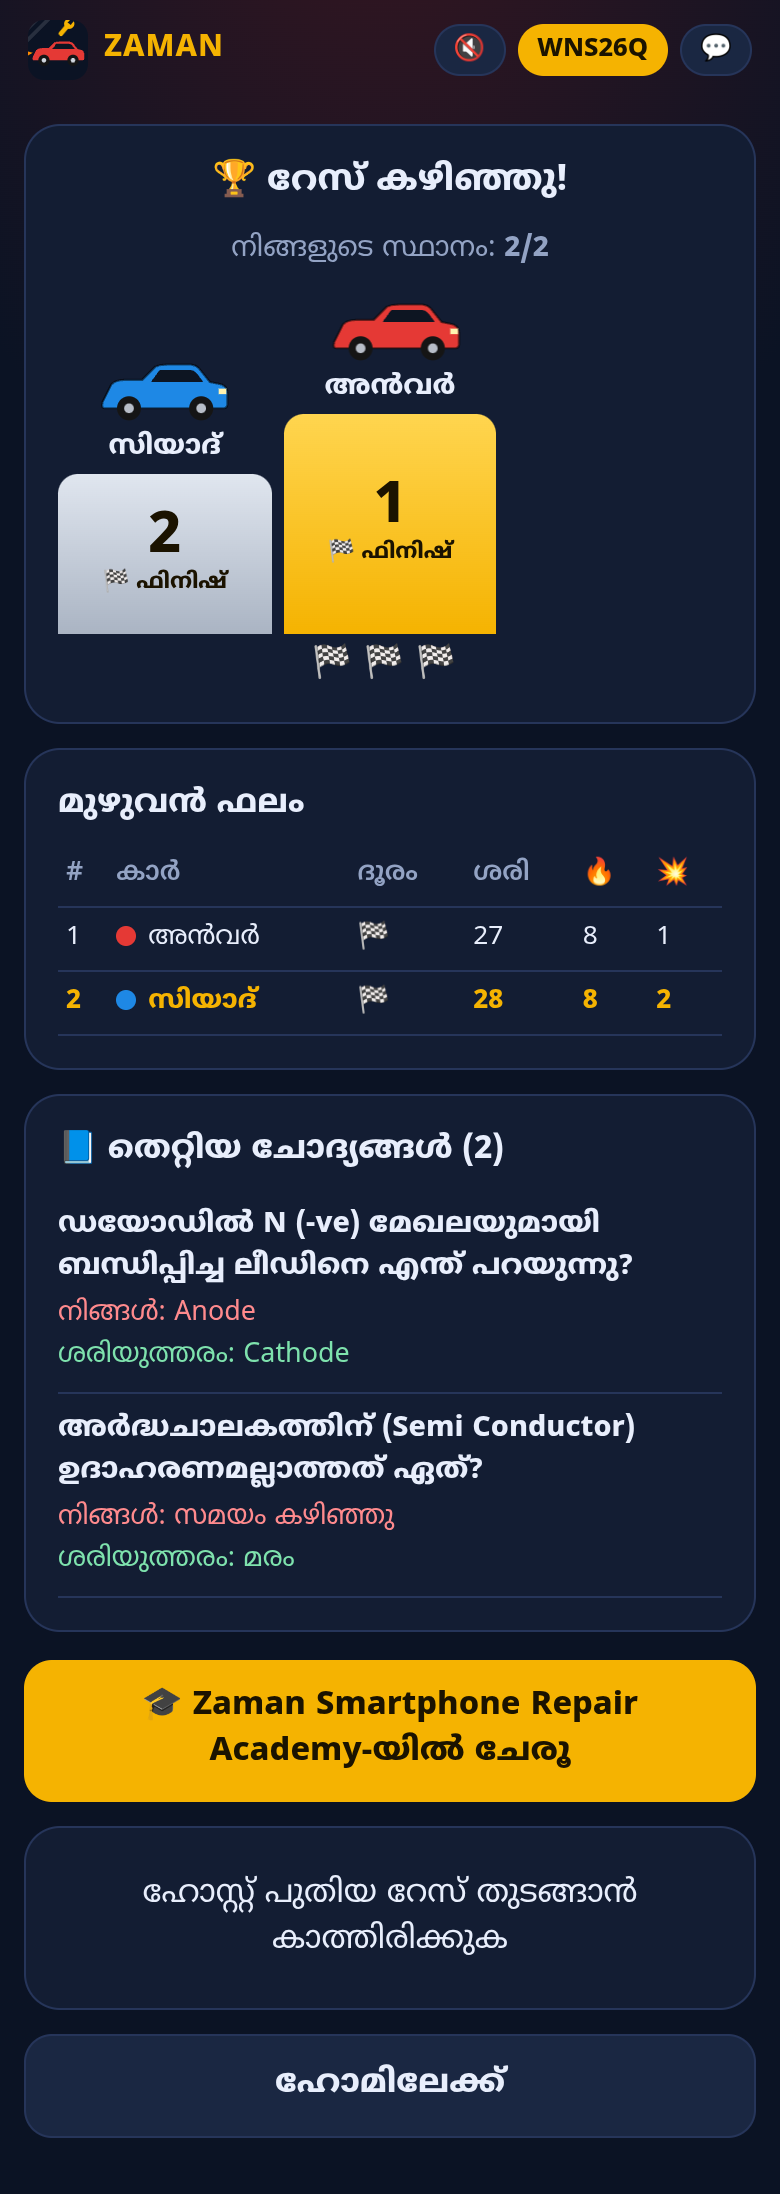 ZAMAN
WNS26Q
റേസ് കഴിഞ്ഞു!
നിങ്ങളുടെ സ്ഥാനം: 2/2
അൻവർ
സിയാദ്
1
ഫിനിഷ്
2
ഫിനിഷ്
മുഴുവൻ ഫലം
# കാർ ദൂരം ശരി
1 അൻവർ 27 8 1
2 സിയാദ് 28 8 2
തെറ്റിയ ചോദ്യങ്ങൾ (2)
ഡയോഡിൽ N (-ve) മേഖലയുമായി
ബന്ധിപ്പിച്ച ലീഡിനെ എന്ത് പറയുന്നു?
നിങ്ങൾ: Anode
ശരിയുത്തരം: Cathode
അർദ്ധചാലകത്തിന് (Semi Conductor)
ഉദാഹരണമല്ലാത്തത് ഏത്?
നിങ്ങൾ: സമയം കഴിഞ്ഞു
ശരിയുത്തരം: മരം
Zaman Smartphone Repair
Academy-യിൽ ചേരൂ
ഹോസ്റ്റ് പുതിയ റേസ് തുടങ്ങാൻ
കാത്തിരിക്കുക
ഹോമിലേക്ക്